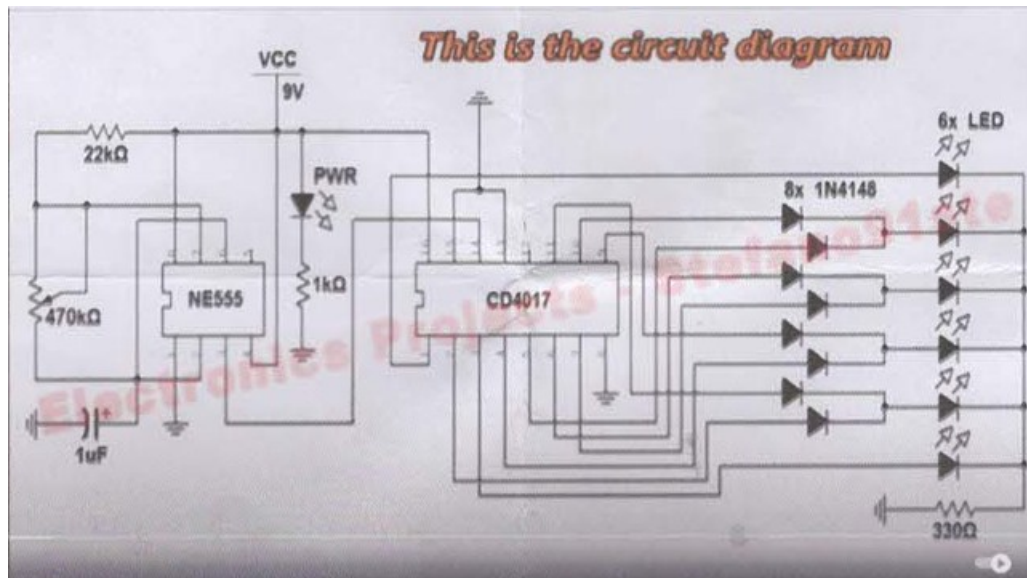 This is the circuit diagram
VCC
9V
22kΩ
PWR
6x LED
8x 1N4148
470kΩ
NE555
1kΩ
CD4017
Electronics Projects -
1uF
330Ω